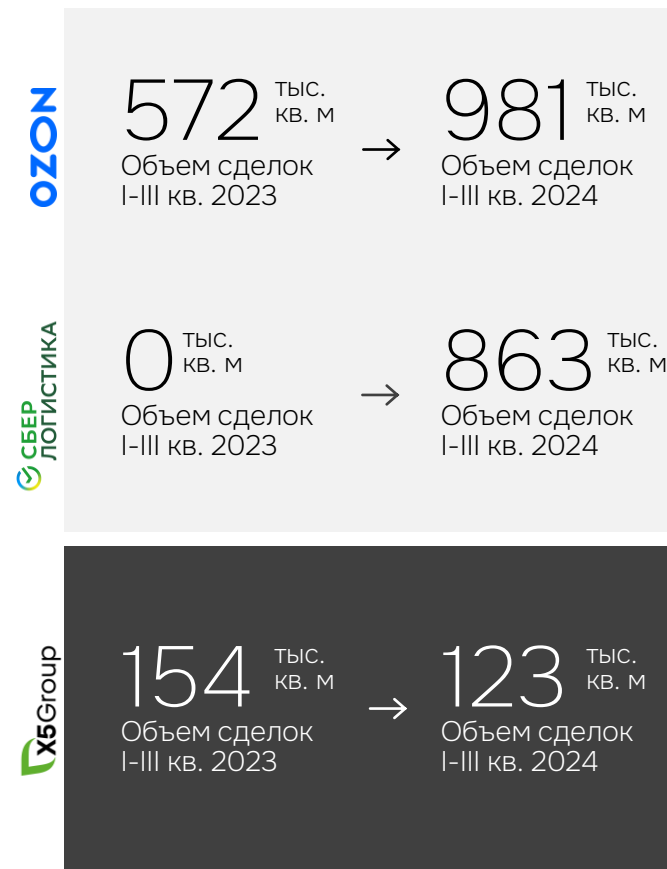 OZON
572 тыс.
кв. м
Объем сделок
I-III кв. 2023
981 тыс.
кв. м
Объем сделок
I-III кв. 2024
СБЕР
ЛОГИСТИКА
0 тыс.
кв. м
Объем сделок
I-III кв. 2023
863 тыс.
кв. м
Объем сделок
I-III кв. 2024
X5Group
154 тыс.
кв. м
Объем сделок
I-III кв. 2023
123 тыс.
кв. м
Объем сделок
I-III кв. 2024